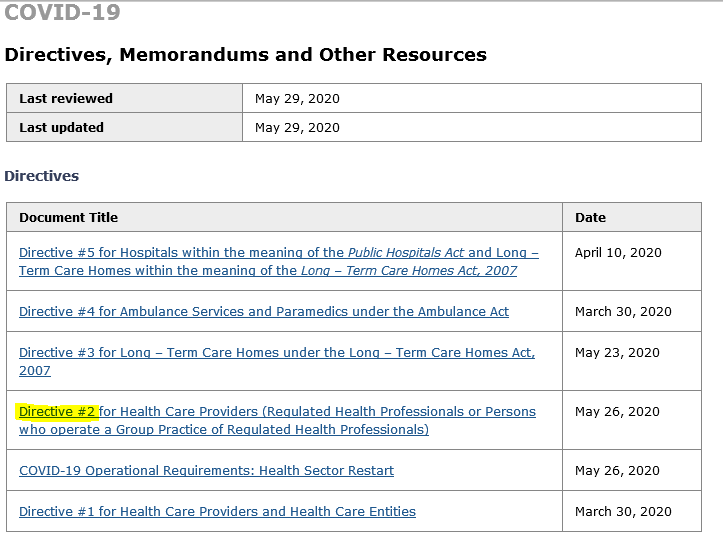 COVID-19
Directives, Memorandums and Other Resources
Last reviewed May 29, 2020
Last updated May 29, 2020
Directives
Document Title Date
Directive #5 for Hospitals within the meaning of the Public Hospitals Act and Long – April 10, 2020
Term Care Homes within the meaning of the Long – Term Care Homes Act, 2007
Directive #4 for Ambulance Services and Paramedics under the Ambulance Act March 30, 2020
Directive #3 for Long – Term Care Homes under the Long – Term Care Homes Act, May 23, 2020
2007
Directive #2 for Health Care Providers (Regulated Health Professionals or Persons May 26, 2020
who operate a Group Practice of Regulated Health Professionals)
COVID-19 Operational Requirements: Health Sector Restart May 26, 2020
Directive #1 for Health Care Providers and Health Care Entities March 30, 2020